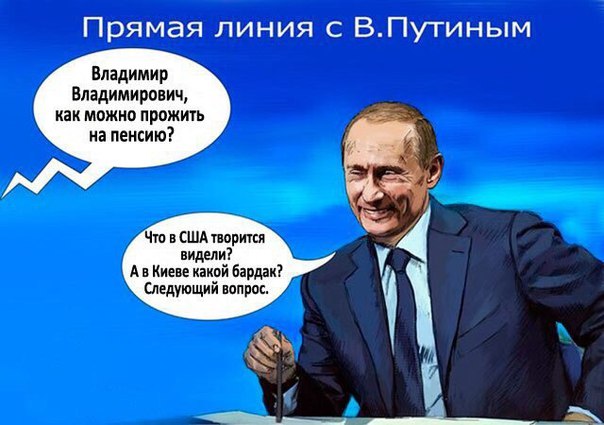 Прямая линия с В.Путиным
Владимир
Владимирович,
как можно прожить
на пенсию?
Что в США творится
видели?
А в Киеве какой бардак?
Следующий вопрос.